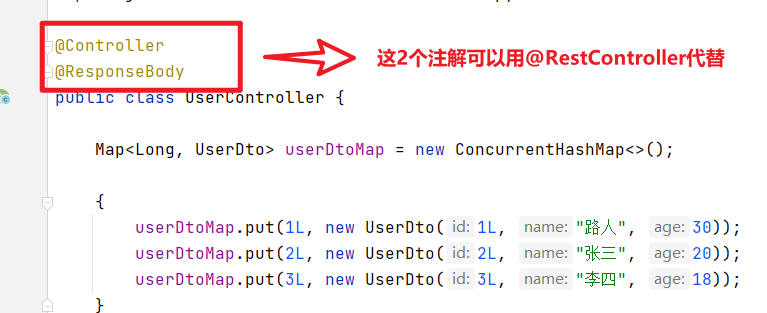 @Controller
@ResponseBody
这2个注解可以用@RestController代替
public class UserController {
Map<Long, UserDto> userDtoMap = new ConcurrentHashMap<>();
{
userDtoMap.put(1L, new UserDto( id: 1L, name: "路人", age: 30));
userDtoMap.put(2L, new UserDto( id: 2L, name: "张三", age: 20));
userDtoMap.put(3L, new UserDto( id: 3L, name: "李四", age: 18));
}